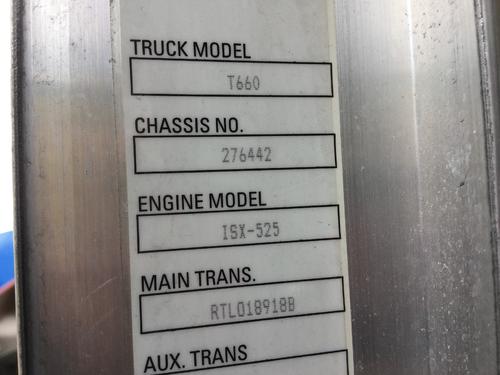 TRUCK MODEL
T660
CHASSIS NO.
276442
ENGINE MODEL
ISX-525
MAIN TRANS.
RTLO18918B
AUX. TRANS